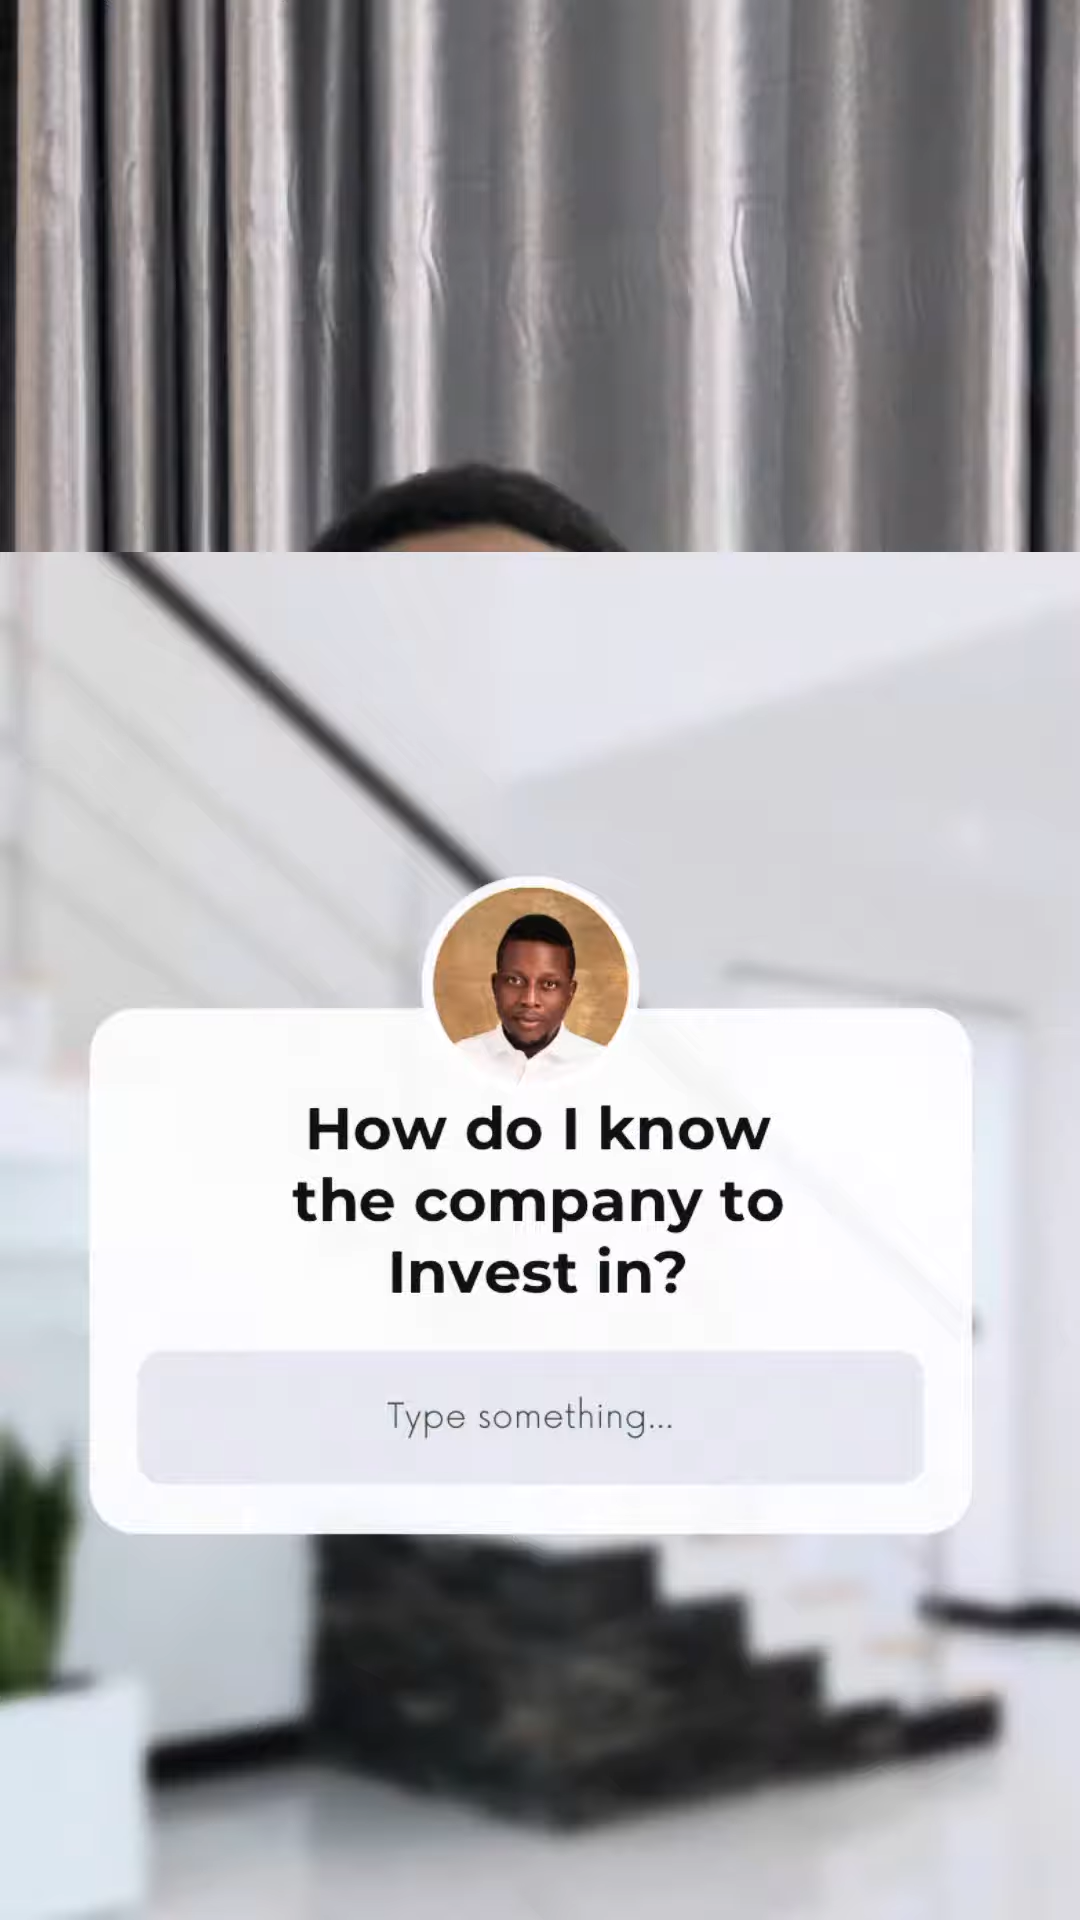 How do I know
the company to
Invest in?
Type something...